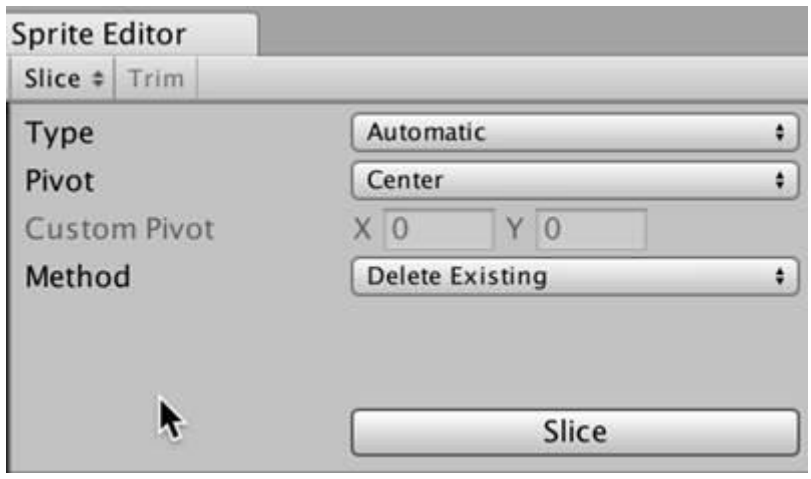 Sprite Editor
Slice Trim
Type Automatic
Pivot Center
Custom Pivot X 0 Y 0
Method Delete Existing
Slice